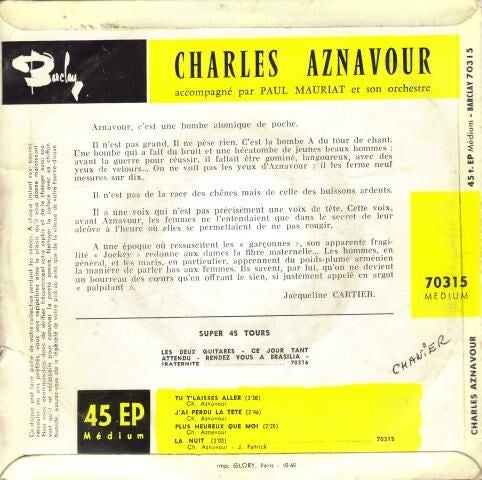 Barclay
CHARLES AZNAVOUR
accompagné par PAUL MAURIAT et son orchestre
Aznavour, c'est une bombe atomique de poche.
Il n'est pas grand. Il ne pèse rien. C'est la bombe A du tour de chant.
Une bombe qui a fait du bruit et une hécatombe de jeunes beaux hommes :
avant la guerre pour réussir, il fallait être gominé, langoureux, avec des
yeux de velours... On ne voit pas les yeux d'Aznavour : il les ferme neuf
mesures sur dix.
Il n'est pas de la race des chênes mais de celle des buissons ardents.
Il a une voix qui n'est pas précisément une voix de tête. Cette voix,
avant Aznavour, les femmes ne l'entendaient que dans le secret de leur
alcôve à l'heure où elles se permettaient de ne pas rougir.
A une époque où ressuscitent les « garçonnes », son apparente fragi-
lité « Jockey » redonne aux dames la fibre maternelle... Les hommes, en
général, et les maris, en particulier, apprennent du poids-plume arménien
la manière de parler bas aux femmes. Ils savent, par lui, qu'on ne devient
un bourreau des cœurs qu'en offrant le sien, si justement appelé en argot
« palpitant ».
Jacqueline CARTIER.
SUPER 45 TOURS
LES DEUX GUITARES - CE JOUR TANT
ATTENDU - RENDEZ VOUS A BRASILIA -
FRATERNITE 70316
45 EP
Médium
TU T'LAISSES ALLER (3'38)
Ch. Aznavour
J'AI PERDU LA TÊTE (2'46)
Ch. Aznavour
PLUS HEUREUX QUE MOI (2'25)
Ch. Aznavour
LA NUIT (3'00) 70315
Ch. Aznavour - J. Patrick
Imp. GLORY, Paris - 10-60
45 t. EP Médium - BARCLAY 70315
70315
MEDIUM
CHARLES AZNAVOUR